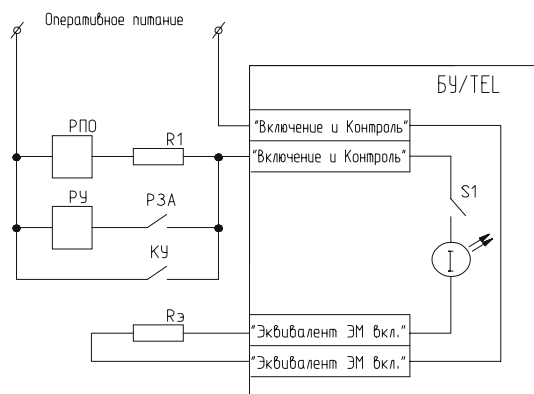 Оперативное питание
БУ/TEL
РПО
R1
"Включение и Контроль"
"Включение и Контроль"
РУ
РЗА
S1
КУ
I
Rэ
"Эквивалент ЭМ вкл."
"Эквивалент ЭМ вкл."